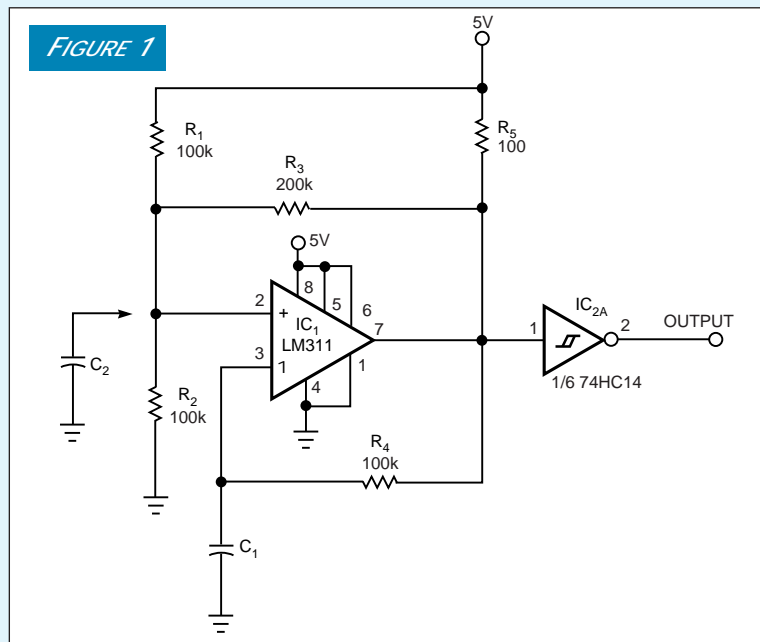 FIGURE 1
5V
R1
100k
R5
100
R3
200k
5V
8
5
6
2
+
IC1
LM311
7
3
1
4
1
C2
R2
100k
IC2A
1
2
OUTPUT
1/6 74HC14
R4
100k
C1